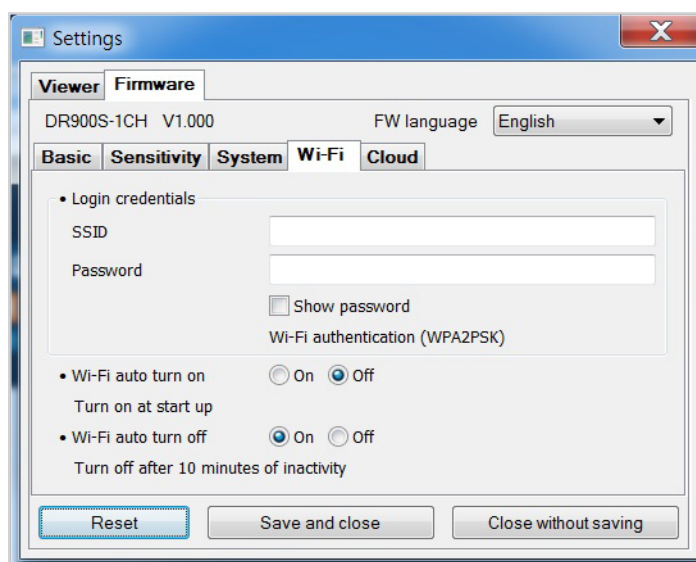 Settings
X
Viewer Firmware
DR900S-1CH V1.000 FW language English
Basic Sensitivity System Wi-Fi Cloud
• Login credentials
SSID
Password
Show password
Wi-Fi authentication (WPA2PSK)
• Wi-Fi auto turn on On Off
Turn on at start up
• Wi-Fi auto turn off On Off
Turn off after 10 minutes of inactivity
Reset Save and close Close without saving